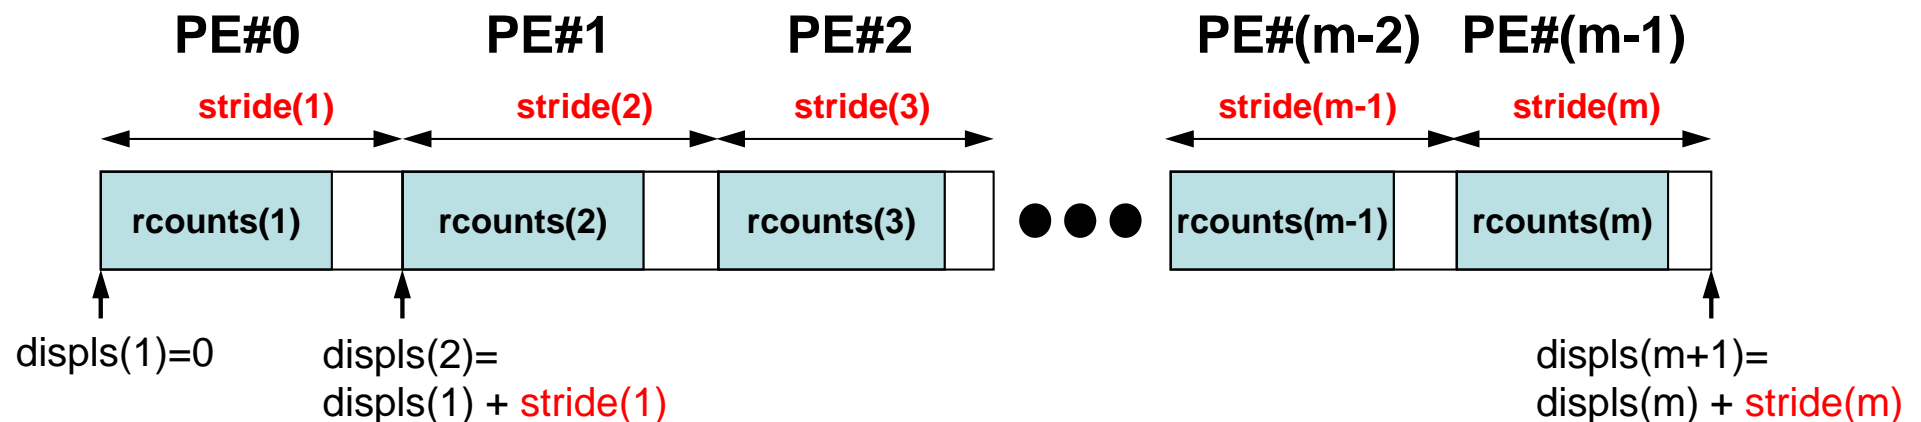 PE#0 PE#1 PE#2 PE#(m-2) PE#(m-1)
stride(1) stride(2) stride(3) stride(m-1) stride(m)
rcounts(1) rcounts(2) rcounts(3) rcounts(m-1) rcounts(m)
displs(1)=0 displs(2)= displs(m+1)=
displs(1) + stride(1) displs(m) + stride(m)